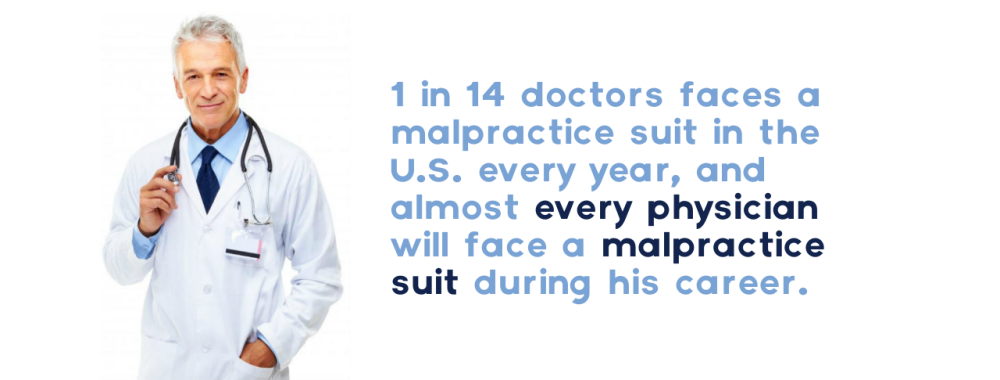 1 in 14 doctors faces a
malpractice suit in the
U.S. every year, and
almost every physician
will face a malpractice
suit during his career.